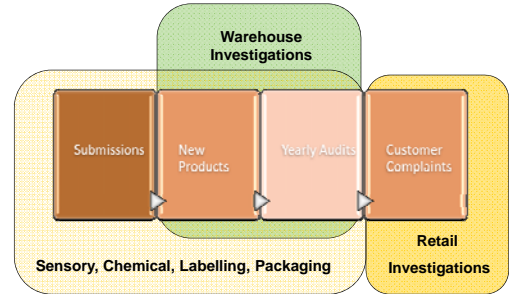 Warehouse
Investigations
Submissions
New
Products
Yearly Audits
Customer
Complaints
Retail
Investigations
Sensory, Chemical, Labelling, Packaging